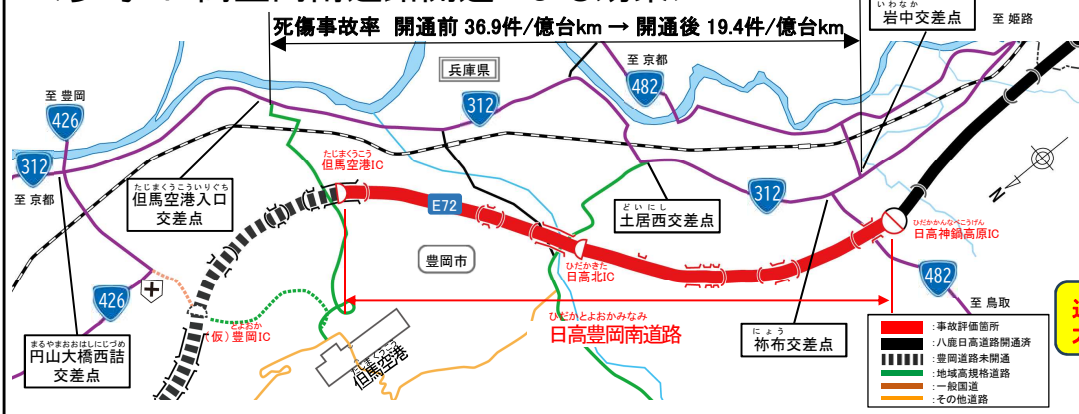 死傷事故率 開通前 36.9件/億台km → 開通後 19.4件/億台km
いわなか
岩中交差点
至 姫路
至 京都
兵庫県
482
312
至 豊岡
426
312
至 京都
たじまくうこういりぐち
但馬空港入口
交差点
たじまくうこう
但馬空港IC
E72
どいにし
土居西交差点
312
N
ひだかかんなべこうげん
日高神鍋高原IC
豊岡市
ひだかきた
日高北IC
482
至 鳥取
426
とよおか
(仮)豊岡IC
まるやまおおはしにしづめ
円山大橋西詰
交差点
たじまくうこう
但馬空港
ひだかとよおかみなみ
日高豊岡南道路
にょう
祢布交差点
:事故評価箇所
:八鹿日高道路開通済
:豊岡道路未開通
:地域高規格道路
:一般国道
:その他道路